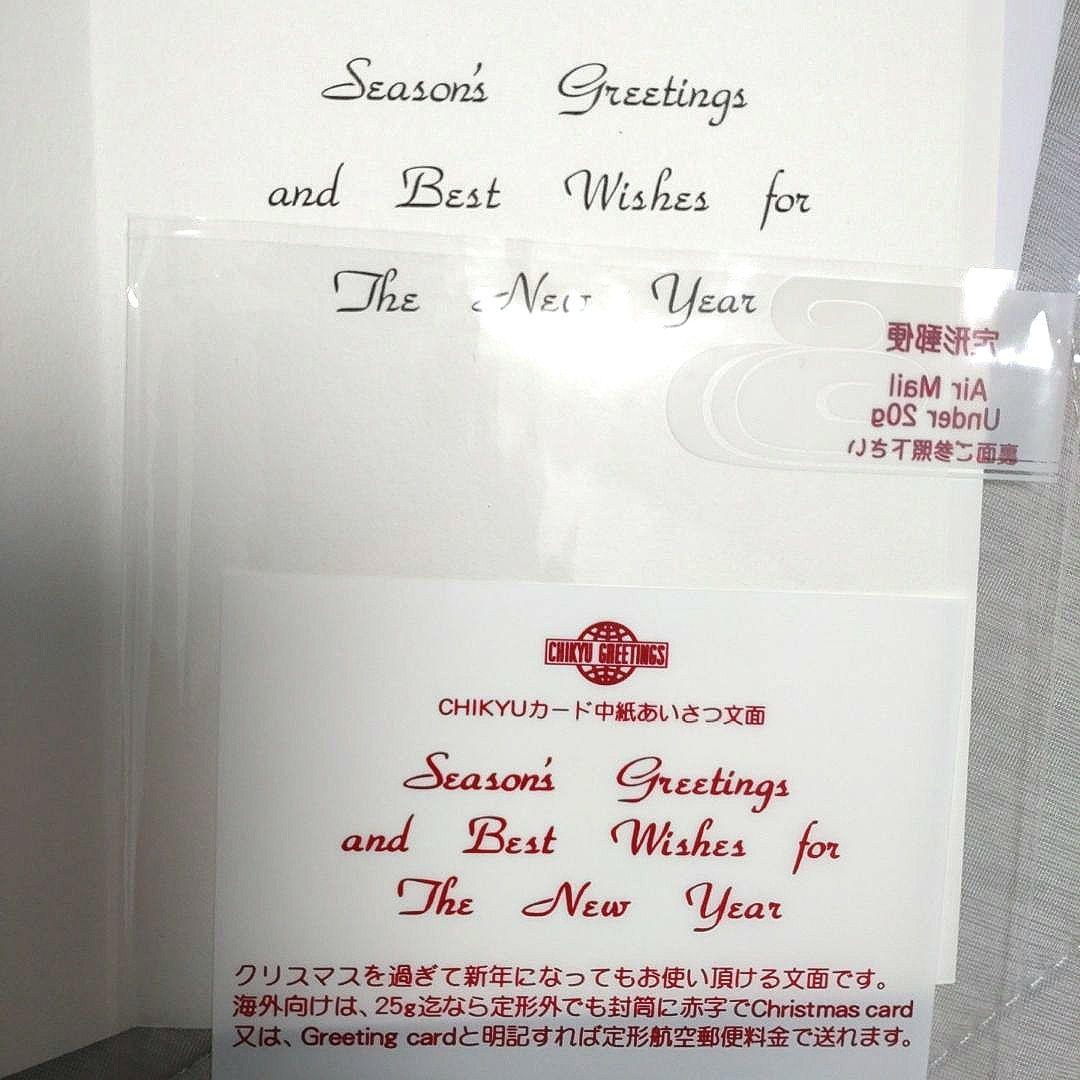 Season's Greetings
and Best Wishes for
The New Year
定形郵便
Air Mail
Under 20g
裏面ご参照下さい
CHIKYU GREETINGS
CHIKYUカード中紙あいさつ文面
Season's Greetings
and Best Wishes for
The New Year
クリスマスを過ぎて新年になってもお使い頂ける文面です。
海外向けは、25g迄なら定形外でも封筒に赤字でChristmas card
又は、Greeting cardと明記すれば定形航空郵便料金で送れます。